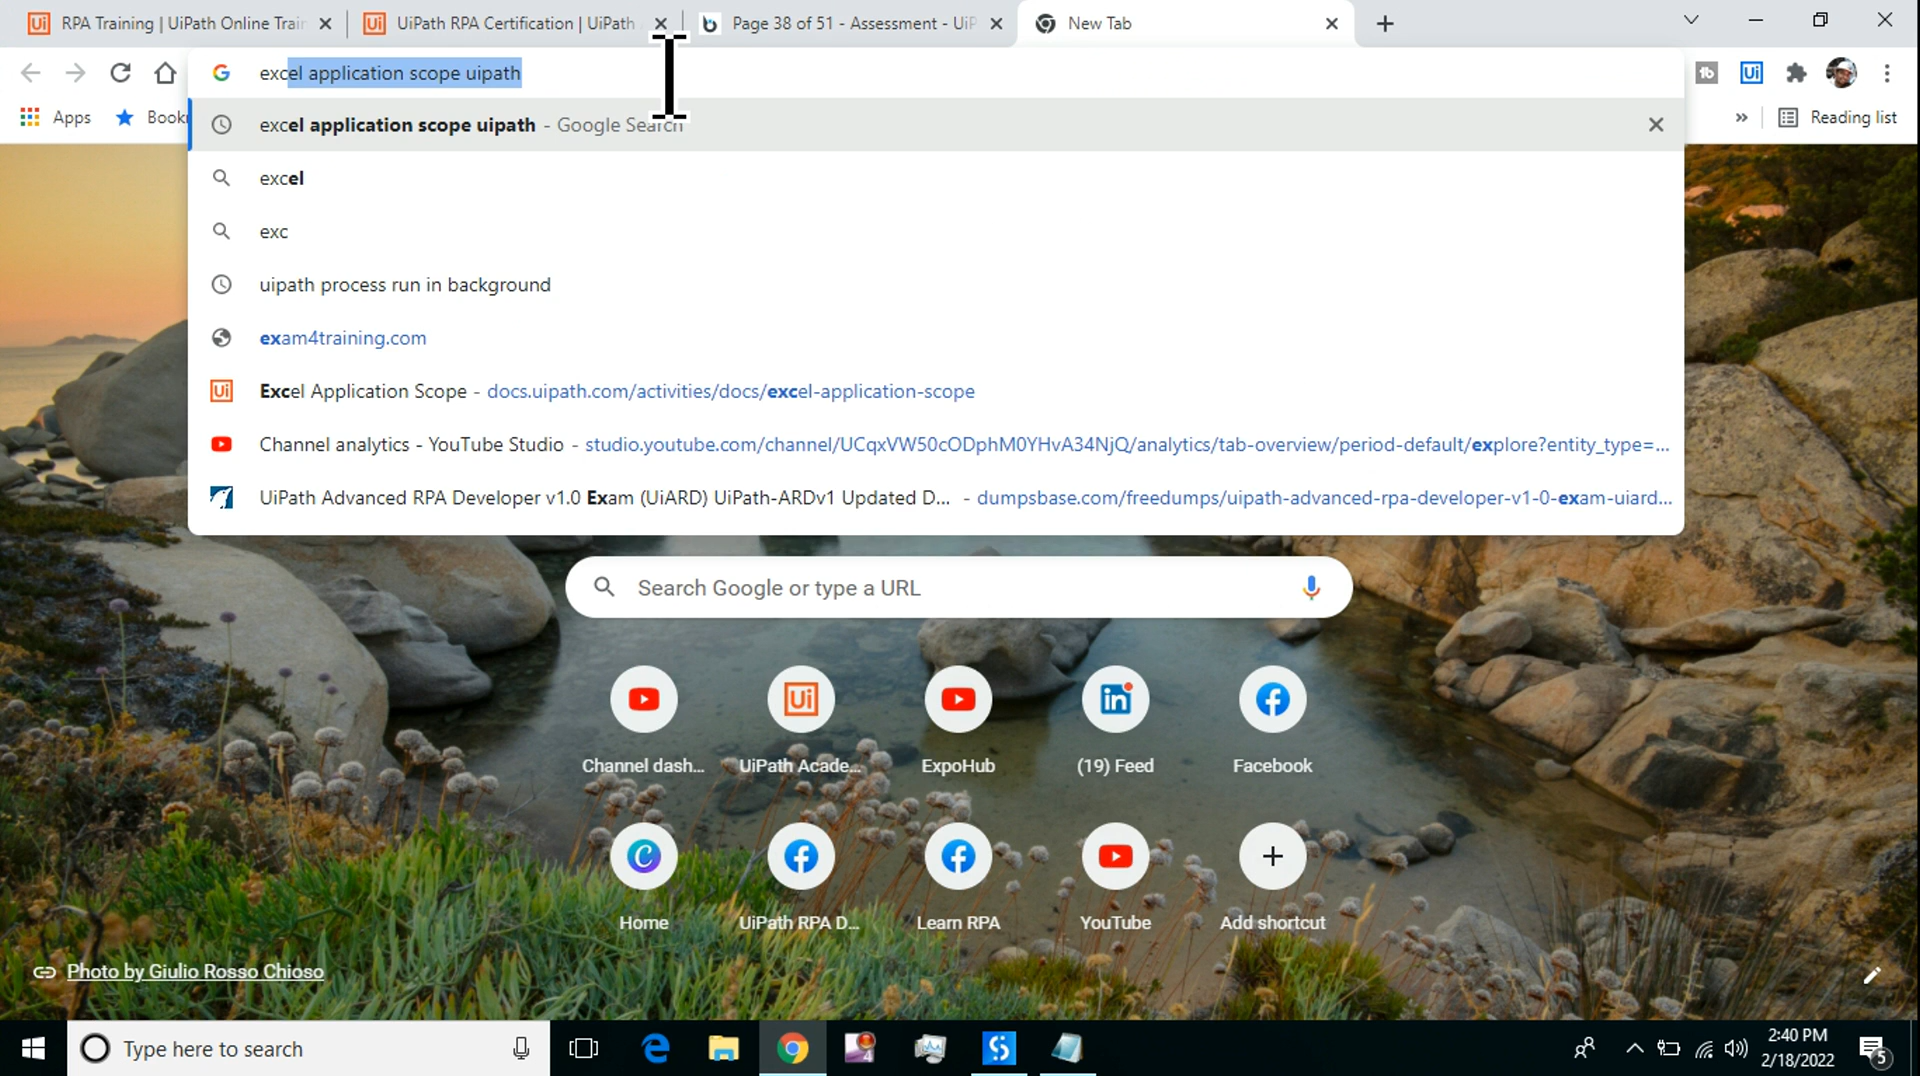 RPA Training | UiPath Online Train
UiPath RPA Certification | UiPath
Page 38 of 51 - Assessment - UiP
New Tab
excel application scope uipath
Apps
Book
Reading list
excel application scope uipath - Google Search
excel
exc
uipath process run in background
exam4training.com
Excel Application Scope - docs.uipath.com/activities/docs/excel-application-scope
Channel analytics - YouTube Studio - studio.youtube.com/channel/UCqxVW50cODphM0YHvA34NjQ/analytics/tab-overview/period-default/explore?entity_type=...
UiPath Advanced RPA Developer v1.0 Exam (UiARD) UiPath-ARDv1 Updated D... - dumpsbase.com/freedumps/uipath-advanced-rpa-developer-v1-0-exam-uiard...
Search Google or type a URL
Channel dash... UiPath Acade... ExpoHub (19) Feed Facebook
Home UiPath RPA D... Learn RPA YouTube Add shortcut
Photo by Giulio Rosso Chioso
Type here to search
2:40 PM
2/18/2022
5